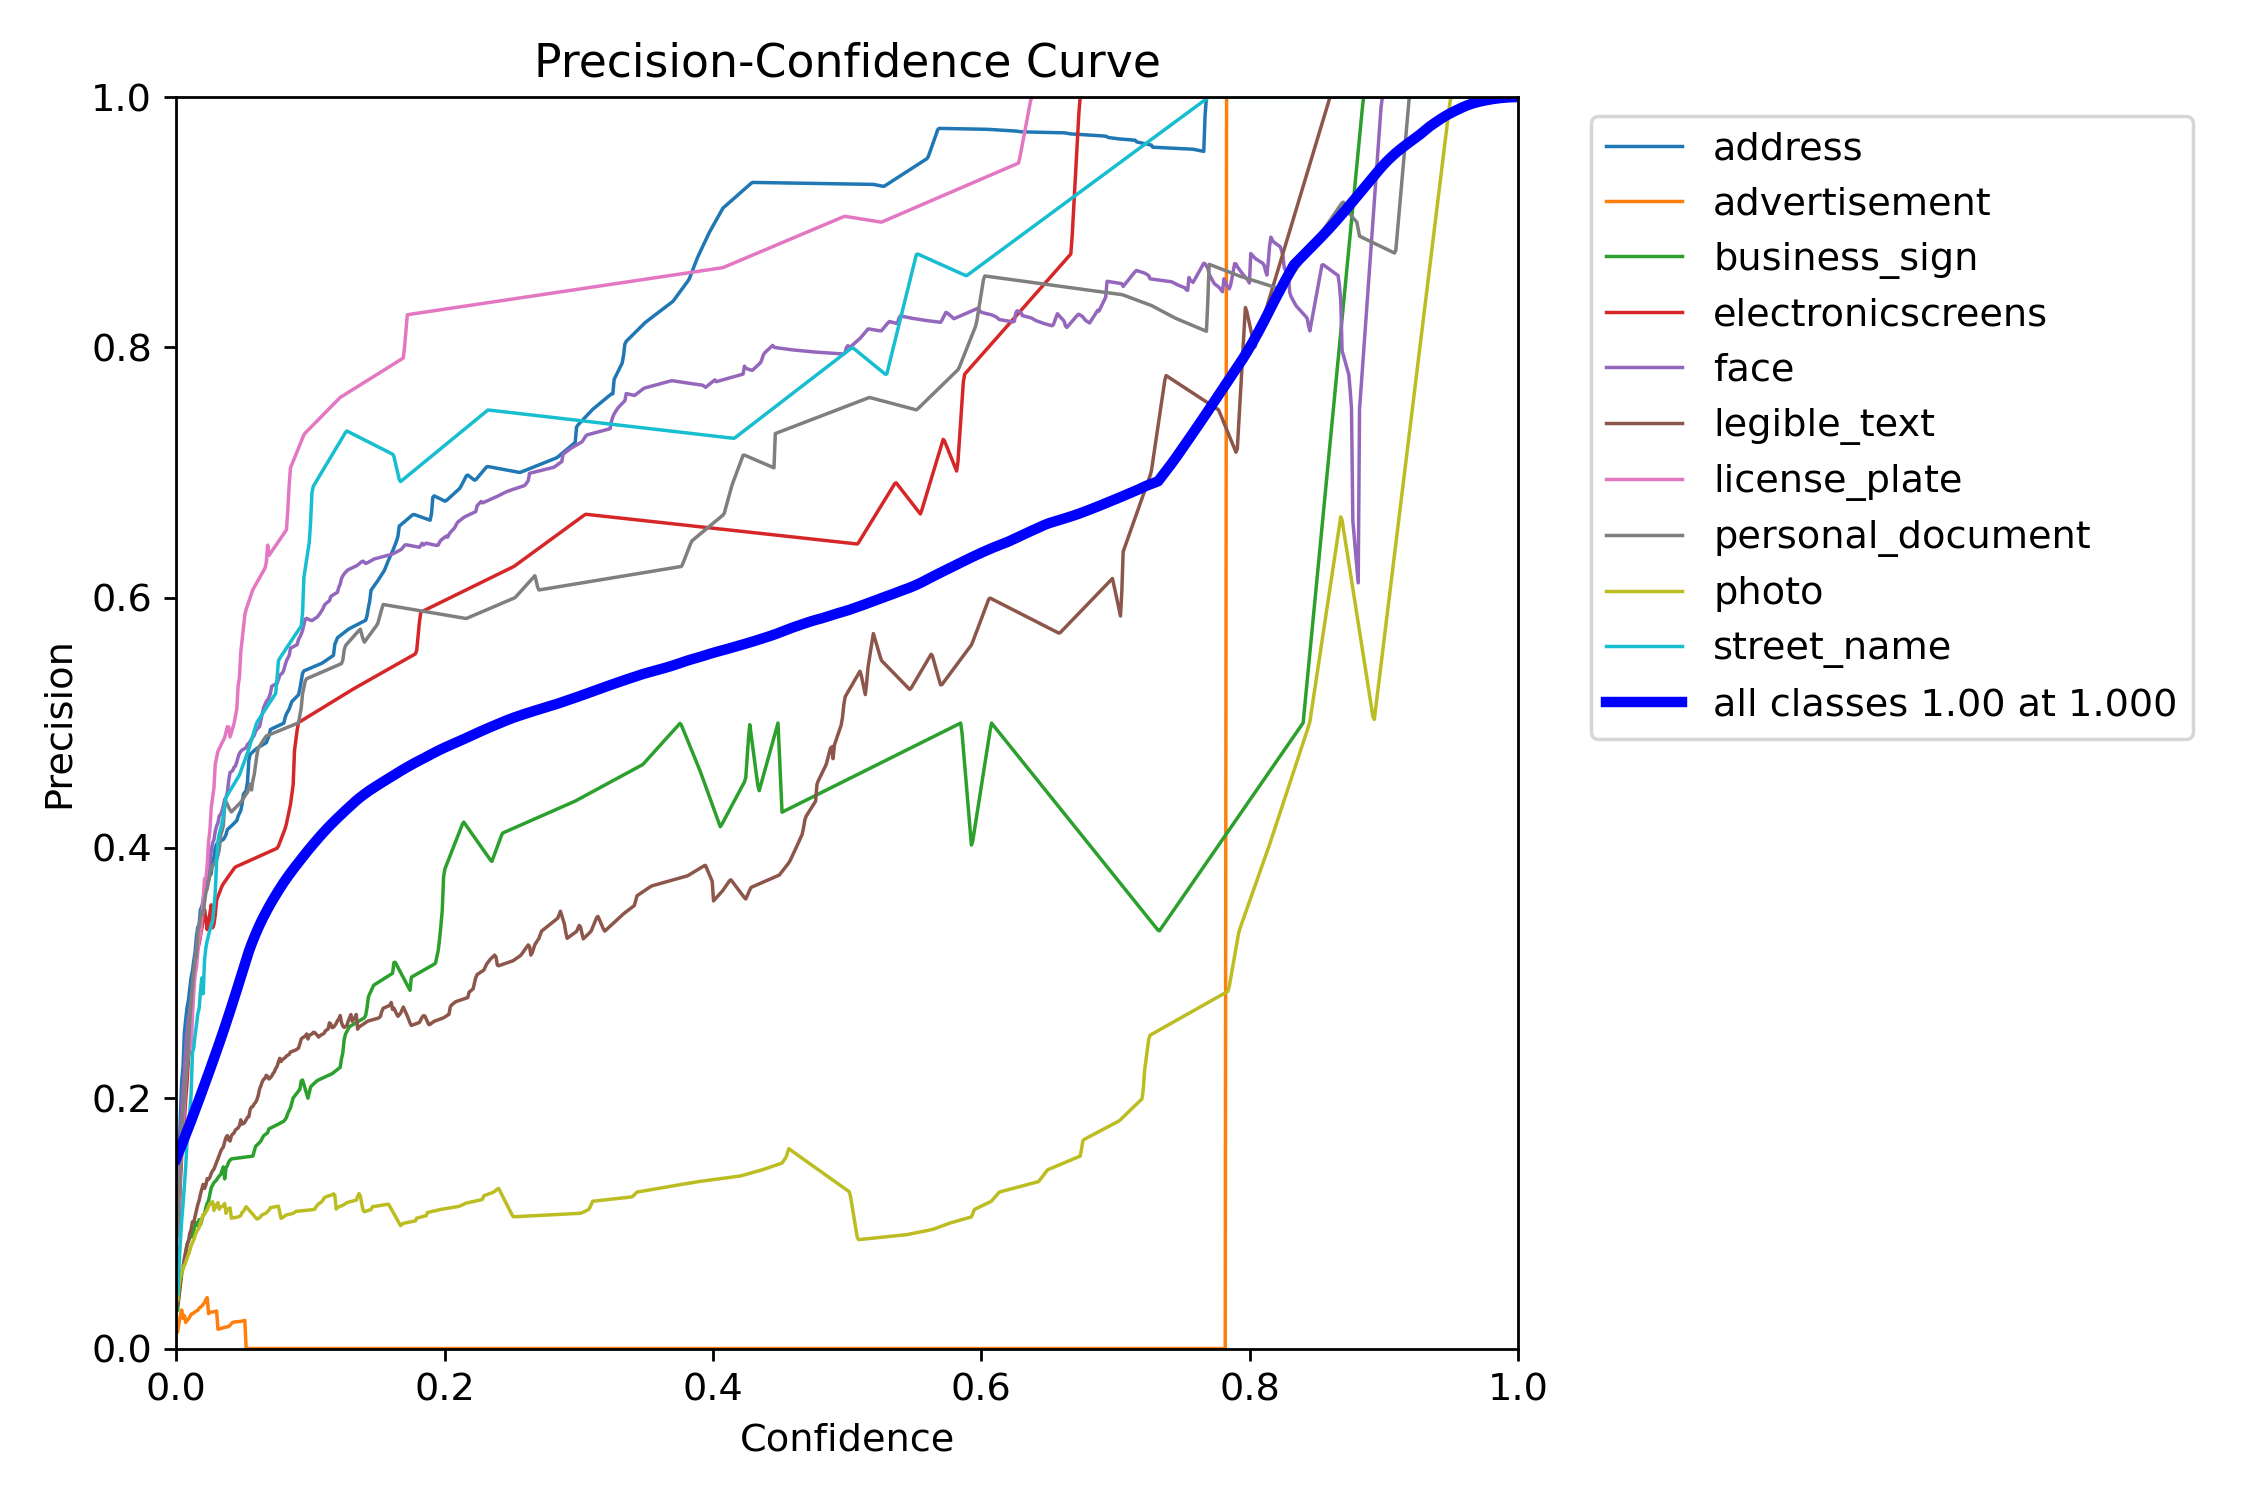 Precision-Confidence Curve
1.0
0.8
0.6
0.4
0.2
0.0
Precision
0.0 0.2 0.4 0.6 0.8 1.0
Confidence
address
advertisement
business_sign
electronicscreens
face
legible_text
license_plate
personal_document
photo
street_name
all classes 1.00 at 1.000